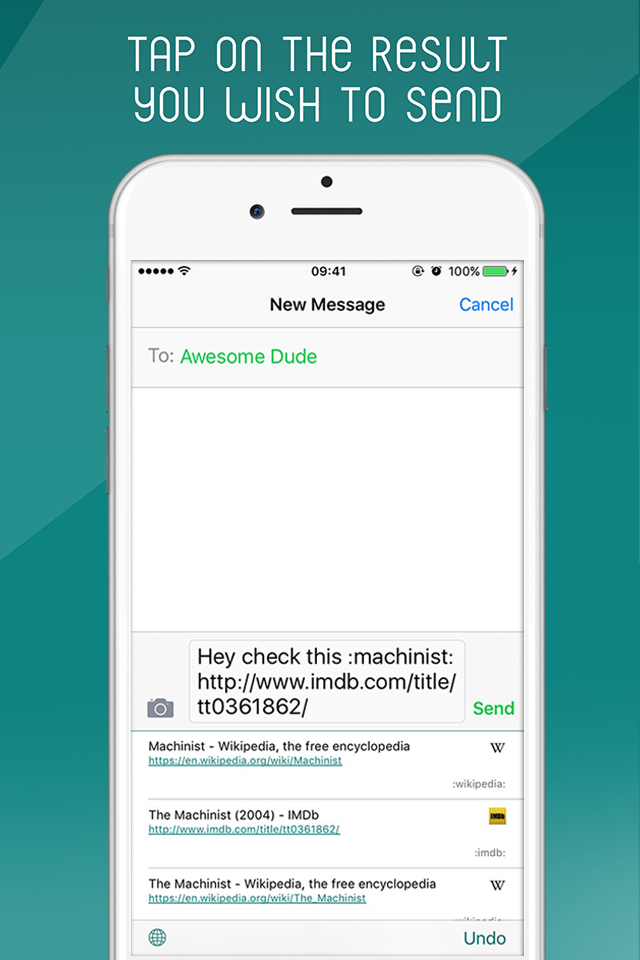 TAP ON THE RESULT
YOU WISH TO SEND
09:41
100%
New Message
Cancel
To: Awesome Dude
Hey check this :machinist:
http://www.imdb.com/title/
tt0361862/
Send
Machinist - Wikipedia, the free encyclopedia
W
https://en.wikipedia.org/wiki/Machinist
:wikipedia:
The Machinist (2004) - IMDb
IMDb
http://www.imdb.com/title/tt0361862/
:imdb:
The Machinist - Wikipedia, the free encyclopedia
W
https://en.wikipedia.org/wiki/The_Machinist
Undo